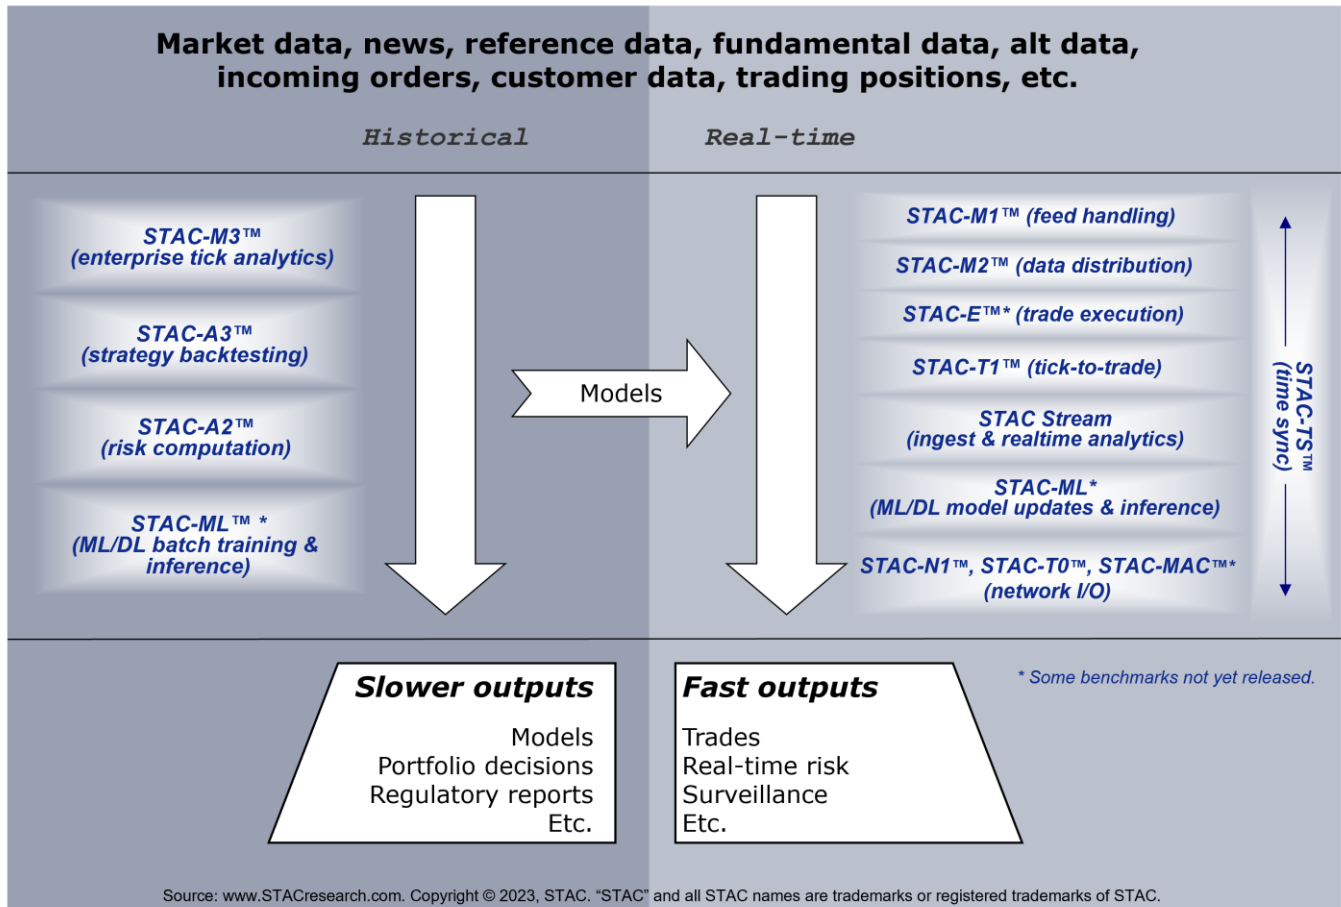 Market data, news, reference data, fundamental data, alt data,
incoming orders, customer data, trading positions, etc.
Historical
Real-time
STAC-M3™
(enterprise tick analytics)
STAC-A3™
(strategy backtesting)
STAC-A2™
(risk computation)
STAC-ML™ *
(ML/DL batch training &
inference)
Models
STAC-M1™ (feed handling)
STAC-M2™ (data distribution)
STAC-E™* (trade execution)
STAC-T1™ (tick-to-trade)
STAC Stream
(ingest & realtime analytics)
STAC-ML*
(ML/DL model updates & inference)
STAC-N1™, STAC-T0™, STAC-MAC™*
(network I/O)
STAC-TS™
(time sync)
Slower outputs
Models
Portfolio decisions
Regulatory reports
Etc.
Fast outputs
Trades
Real-time risk
Surveillance
Etc.
* Some benchmarks not yet released.
Source: www.STACresearch.com. Copyright © 2023, STAC. “STAC” and all STAC names are trademarks or registered trademarks of STAC.